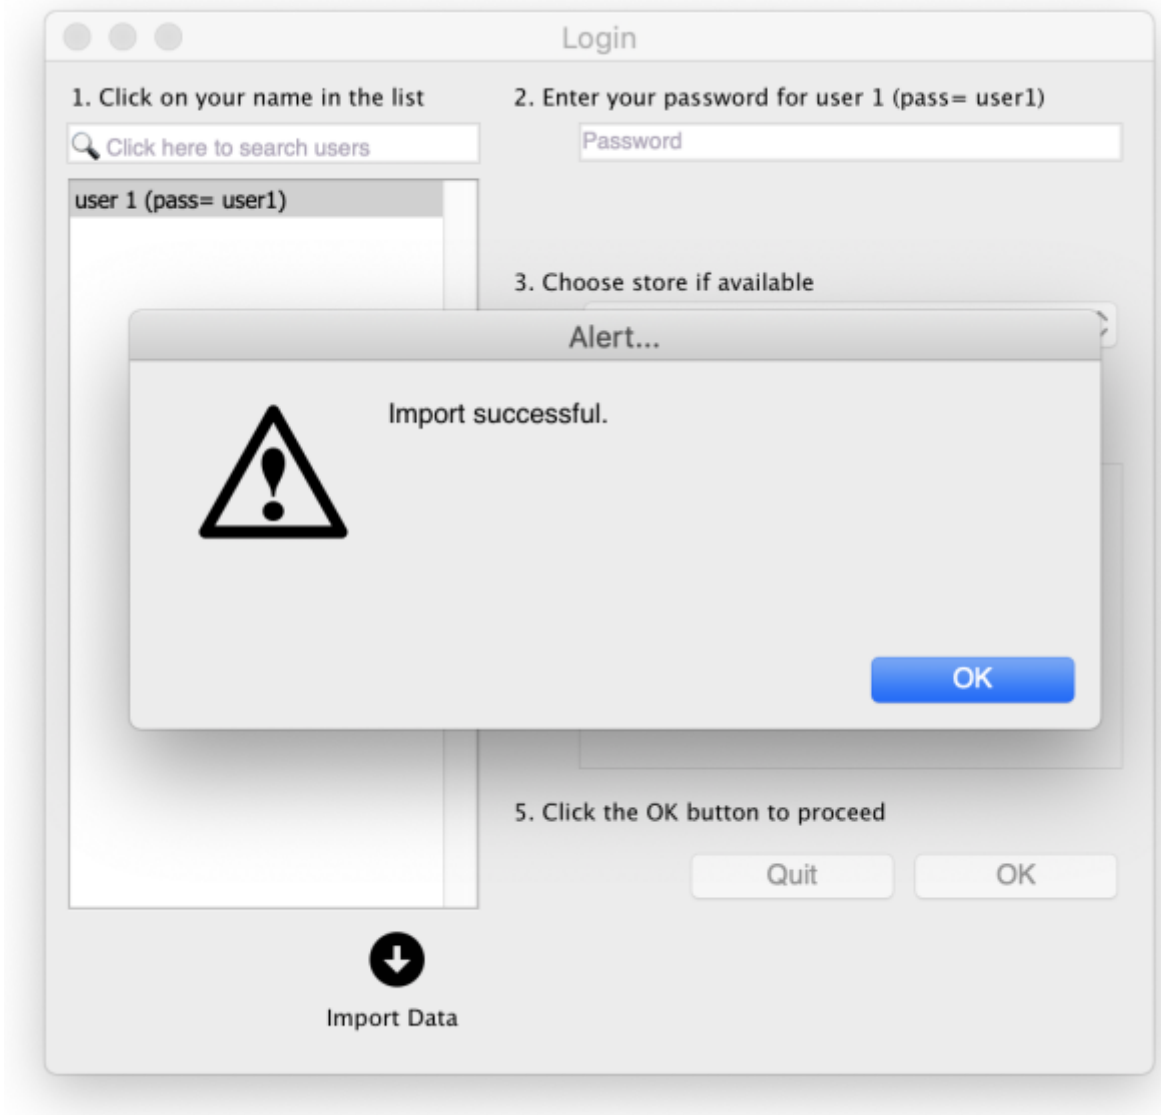 Login
1. Click on your name in the list
Click here to search users
user 1 (pass= user1)
2. Enter your password for user 1 (pass= user1)
Password
3. Choose store if available
Alert...
Import successful.
OK
5. Click the OK button to proceed
Quit
OK
Import Data